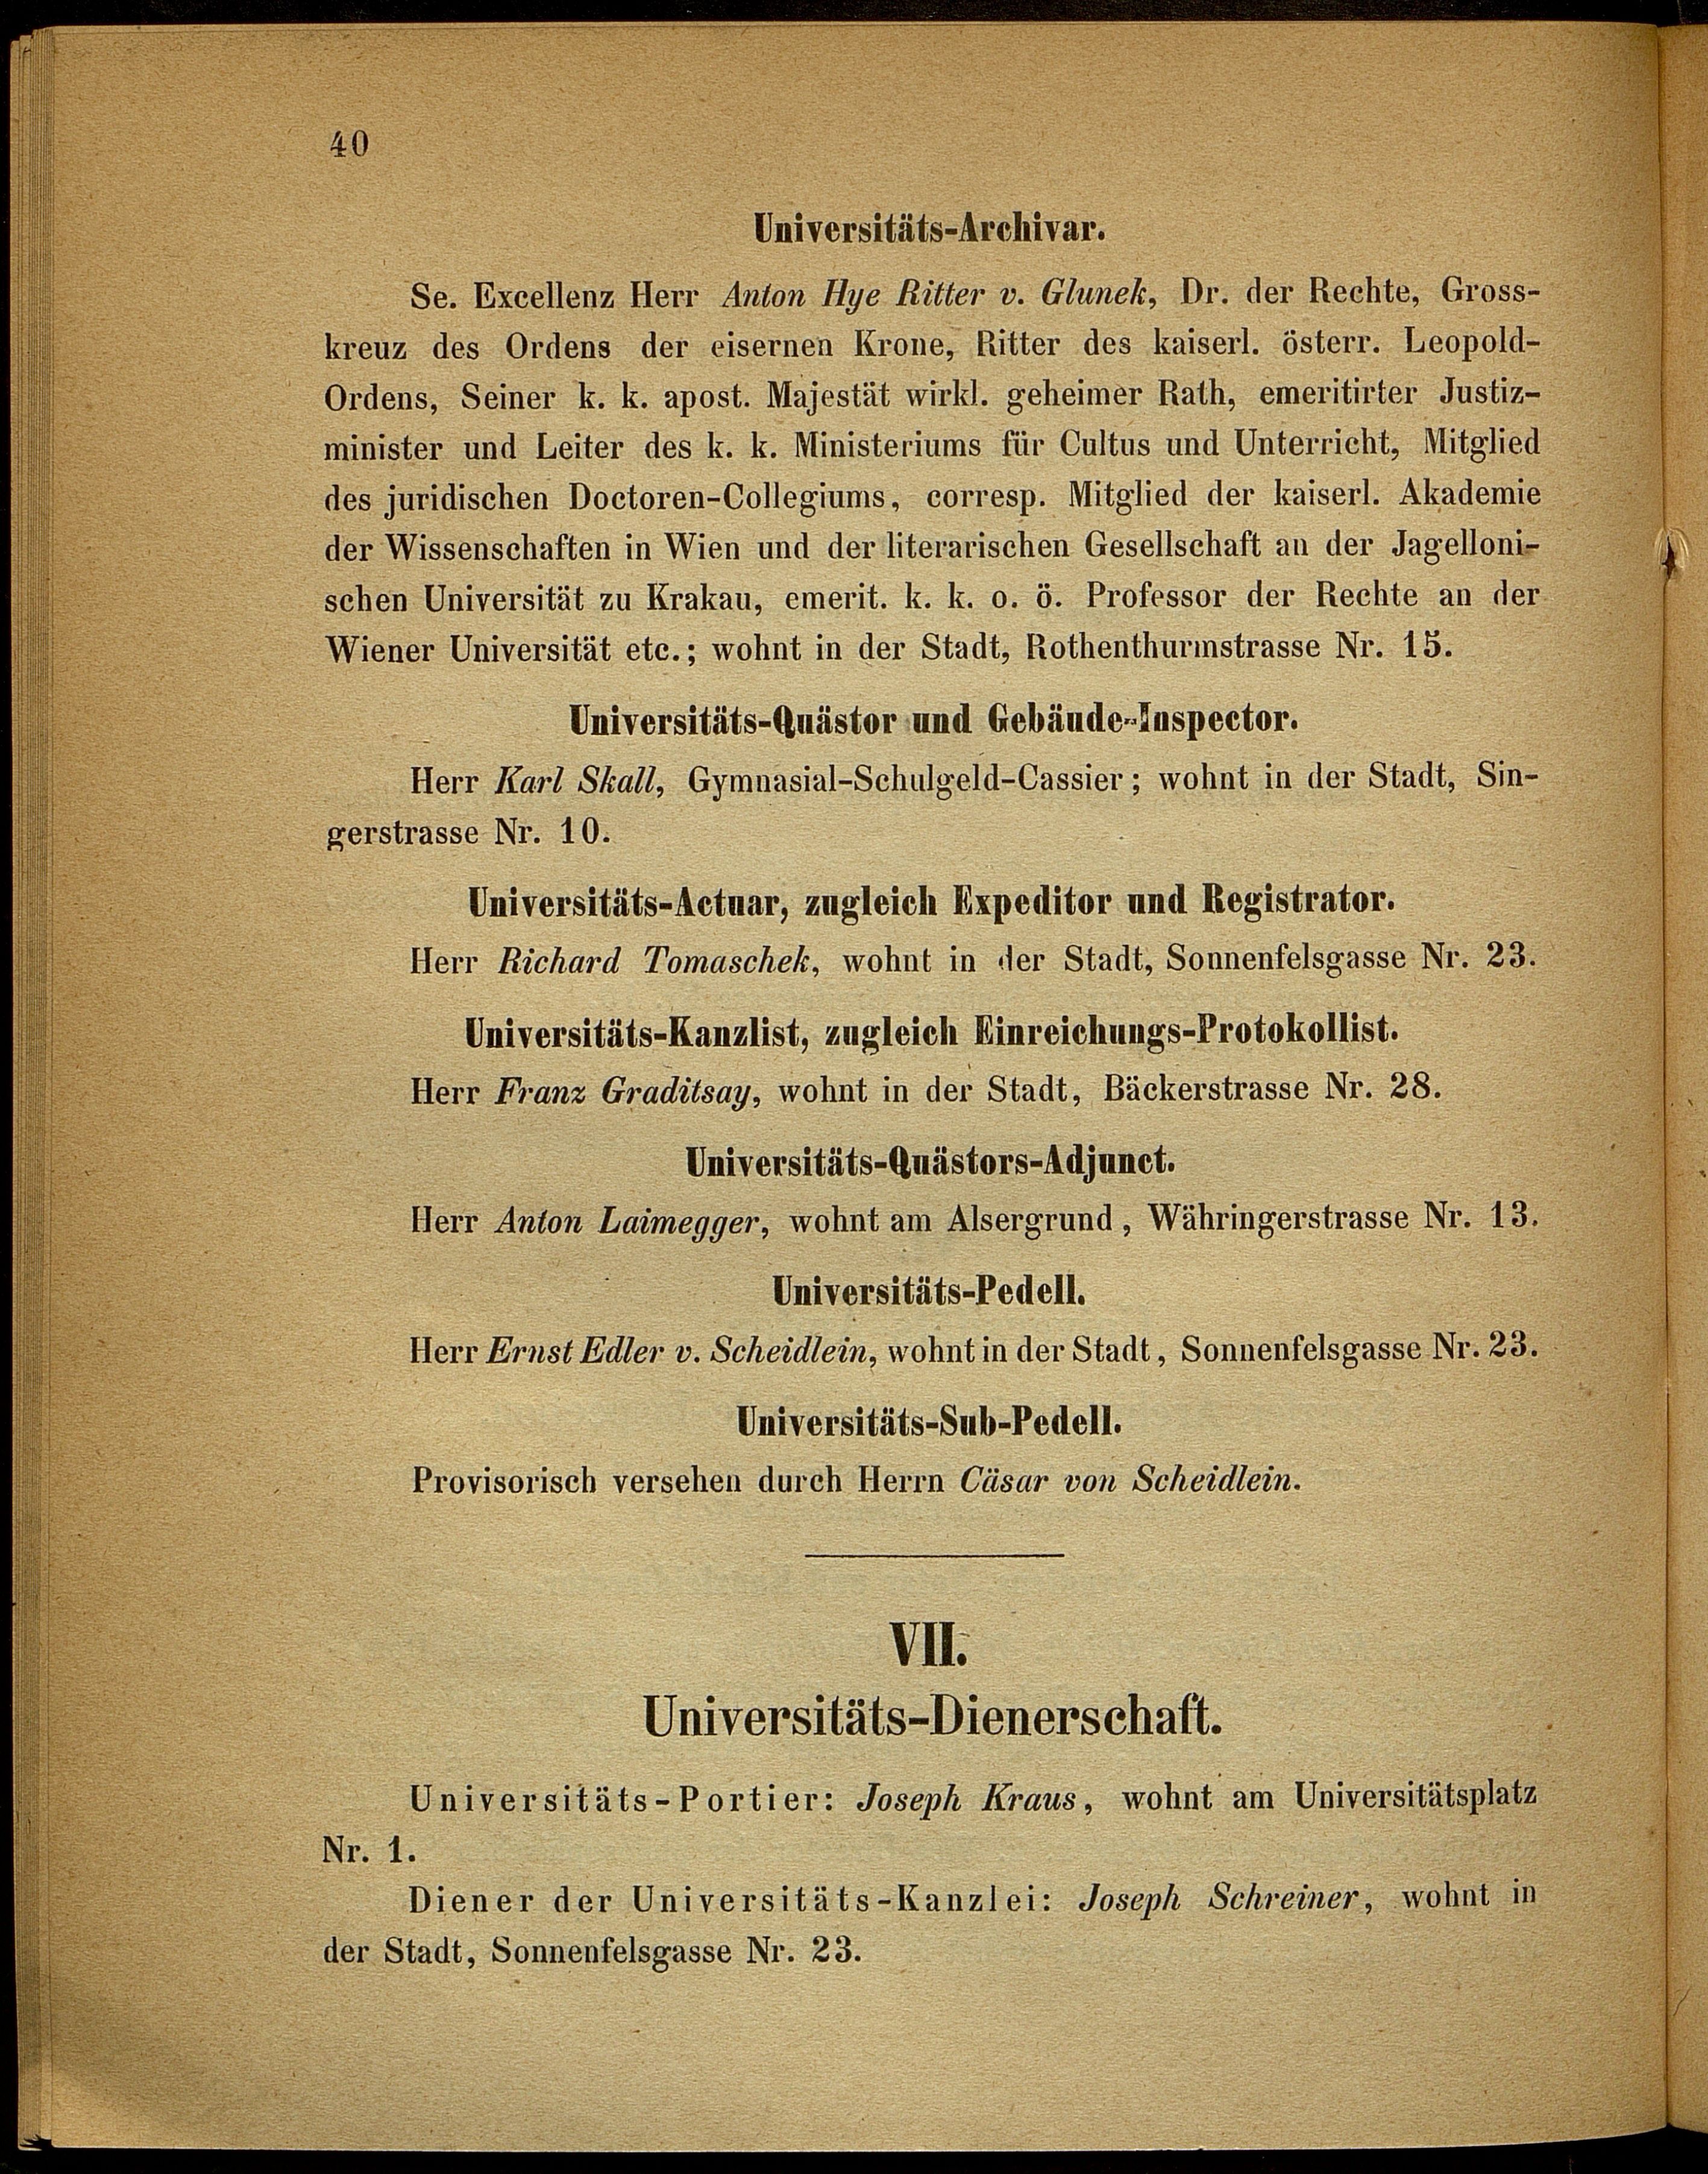 40
Universitäts-Archivar.
Se. Excellenz Herr Anton Hye Ritter v. Glunek, Dr. der Rechte, Gross-
kreuz des Ordens der eisernen Krone, Ritter des kaiserl. österr. Leopold-
Ordens, Seiner k. k. apost. Majestät wirkl. geheimer Rath, emeritirter Justiz-
minister und Leiter des k. k. Ministeriums für Cultus und Unterricht, Mitglied
des juridischen Doctoren-Collegiums, corresp. Mitglied der kaiserl. Akademie
der Wissenschaften in Wien und der literarischen Gesellschaft an der Jagelloni-
schen Universität zu Krakau, emerit. k. k. o. ö. Professor der Rechte an der
Wiener Universität etc.; wohnt in der Stadt, Rothenthurmstrasse Nr. 15.
Universitäts-Quästor und Gebäude-Inspector.
Herr Karl Skall, Gymnasial-Schulgeld-Cassier; wohnt in der Stadt, Sin-
gerstrasse Nr. 10.
Universitäts-Actuar, zugleich Expeditor und Registrator.
Herr Richard Tomaschek, wohnt in der Stadt, Sonnenfelsgasse Nr. 23.
Universitäts-Kanzlist, zugleich Einreichungs-Protokollist.
Herr Franz Graditsay, wohnt in der Stadt, Bäckerstrasse Nr. 28.
Universitäts-Quästors-Adjunct.
Herr Anton Laimegger, wohnt am Alsergrund, Währingerstrasse Nr. 13.
Universitäts-Pedell.
Herr Ernst Edler v. Scheidlein, wohnt in der Stadt, Sonnenfelsgasse Nr. 23.
Universitäts-Sub-Pedell.
Provisorisch versehen durch Herrn Cäsar von Scheidlein.
VII.
Universitäts-Dienerschaft.
Universitäts-Portier: Joseph Kraus, wohnt am Universitätsplatz
Nr. 1.
Diener der Universitäts-Kanzlei: Joseph Schreiner, wohnt in
der Stadt, Sonnenfelsgasse Nr. 23.